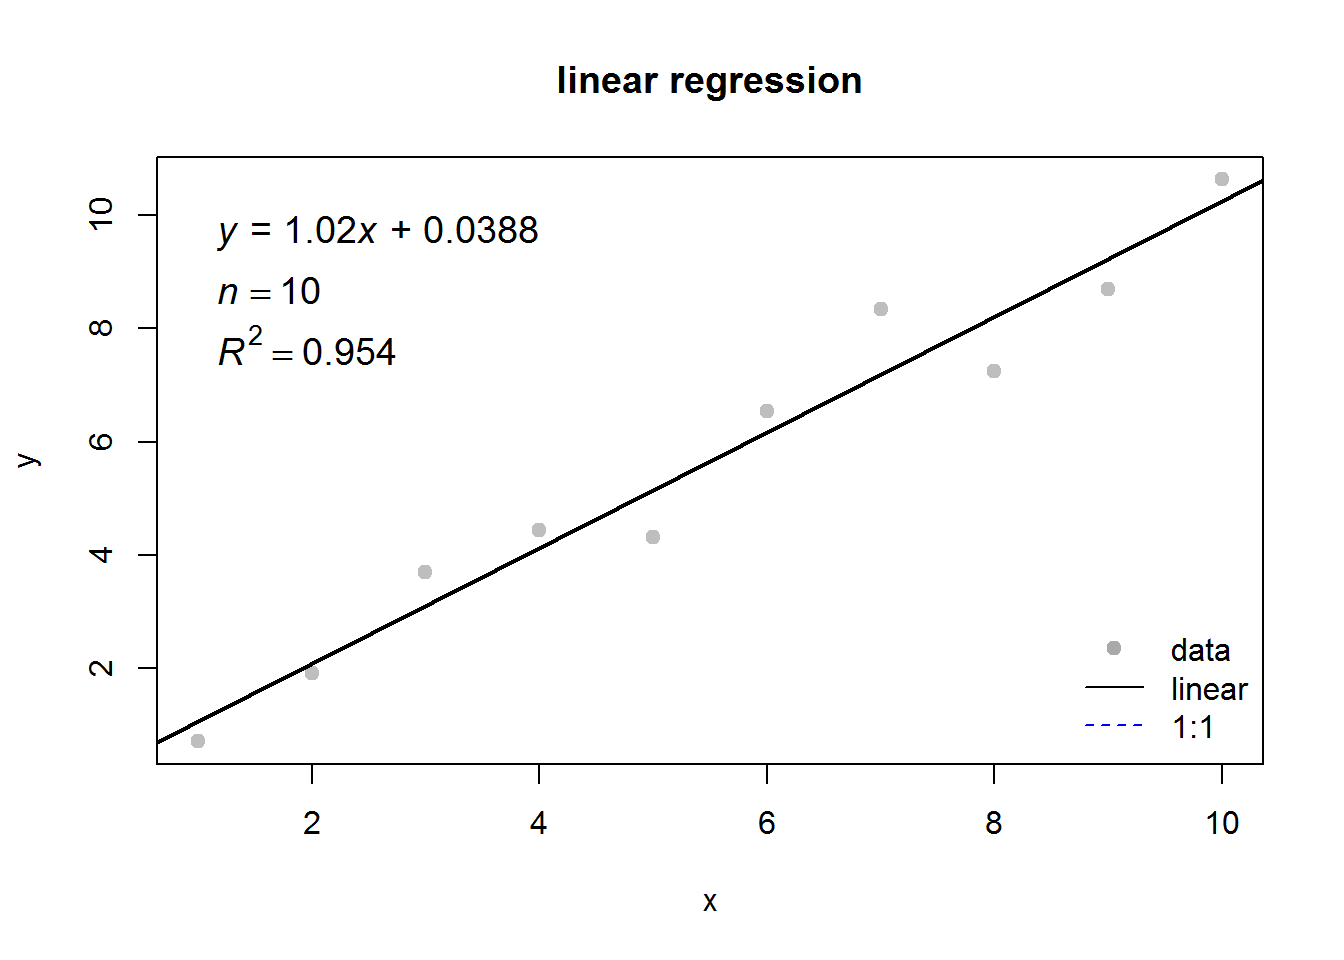 linear regression
y = 1.02x + 0.0388
n = 10
R² = 0.954
10
8
6
4
2
y
data
linear
1:1
2 4 6 8 10
x